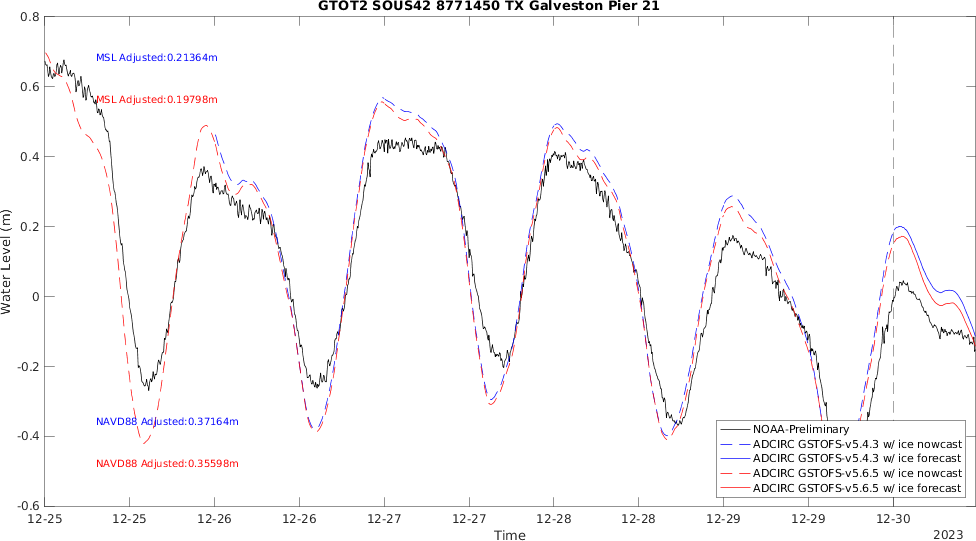 GTOT2 SOUS42 8771450 TX Galveston Pier 21
0.8
0.6
0.4
0.2
0
-0.2
-0.4
-0.6
Water Level (m)
MSL Adjusted:0.21364m
MSL Adjusted:0.19798m
NAVD88 Adjusted:0.37164m
NAVD88 Adjusted:0.35598m
NOAA-Preliminary
ADCIRC GSTOFS-v5.4.3 w/ ice nowcast
ADCIRC GSTOFS-v5.4.3 w/ ice forecast
ADCIRC GSTOFS-v5.6.5 w/ ice nowcast
ADCIRC GSTOFS-v5.6.5 w/ ice forecast
12-25 12-25 12-26 12-26 12-27 12-27 12-28 12-28 12-29 12-29 12-30
Time
2023